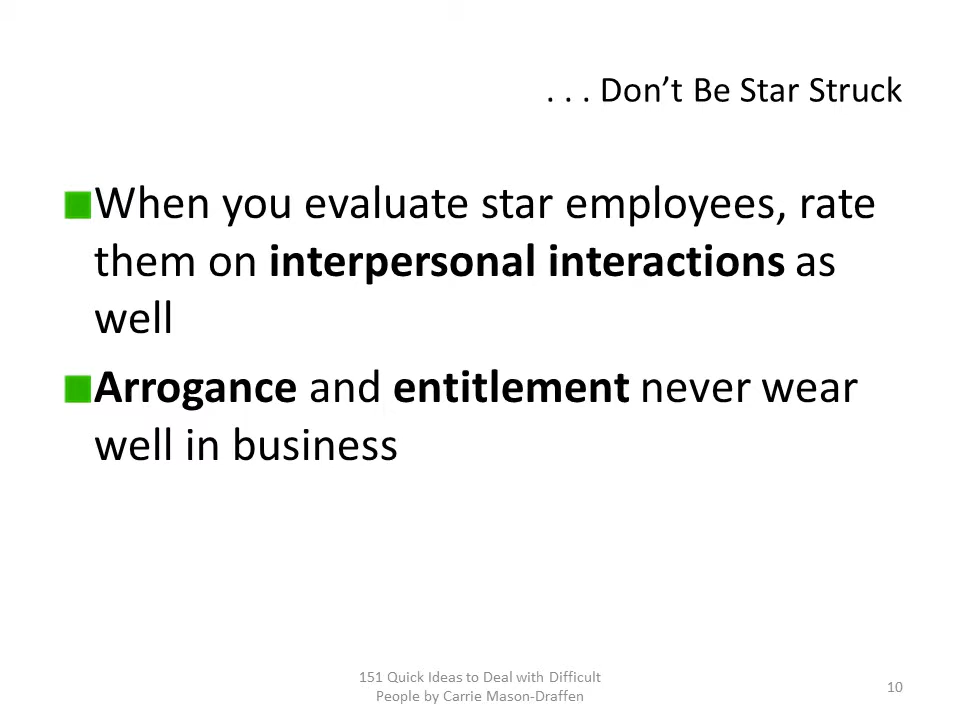 . . . Don’t Be Star Struck
When you evaluate star employees, rate
them on interpersonal interactions as
well
Arrogance and entitlement never wear
well in business
151 Quick Ideas to Deal with Difficult
People by Carrie Mason-Draffen
10